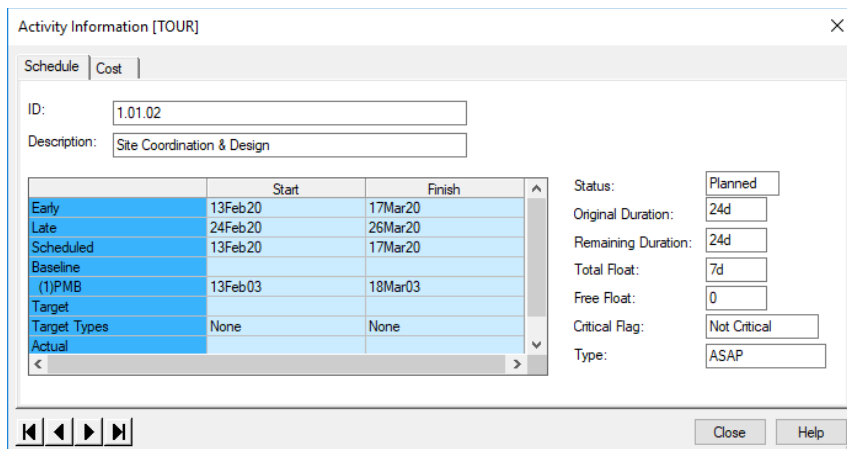 Activity Information [TOUR]
Schedule Cost
ID: 1.01.02
Description: Site Coordination & Design
Start Finish
Early 13Feb20 17Mar20
Late 24Feb20 26Mar20
Scheduled 13Feb20 17Mar20
Baseline
(1)PMB 13Feb03 18Mar03
Target
Target Types None None
Actual
Status: Planned
Original Duration: 24d
Remaining Duration: 24d
Total Float: 7d
Free Float: 0
Critical Flag: Not Critical
Type: ASAP
Close Help